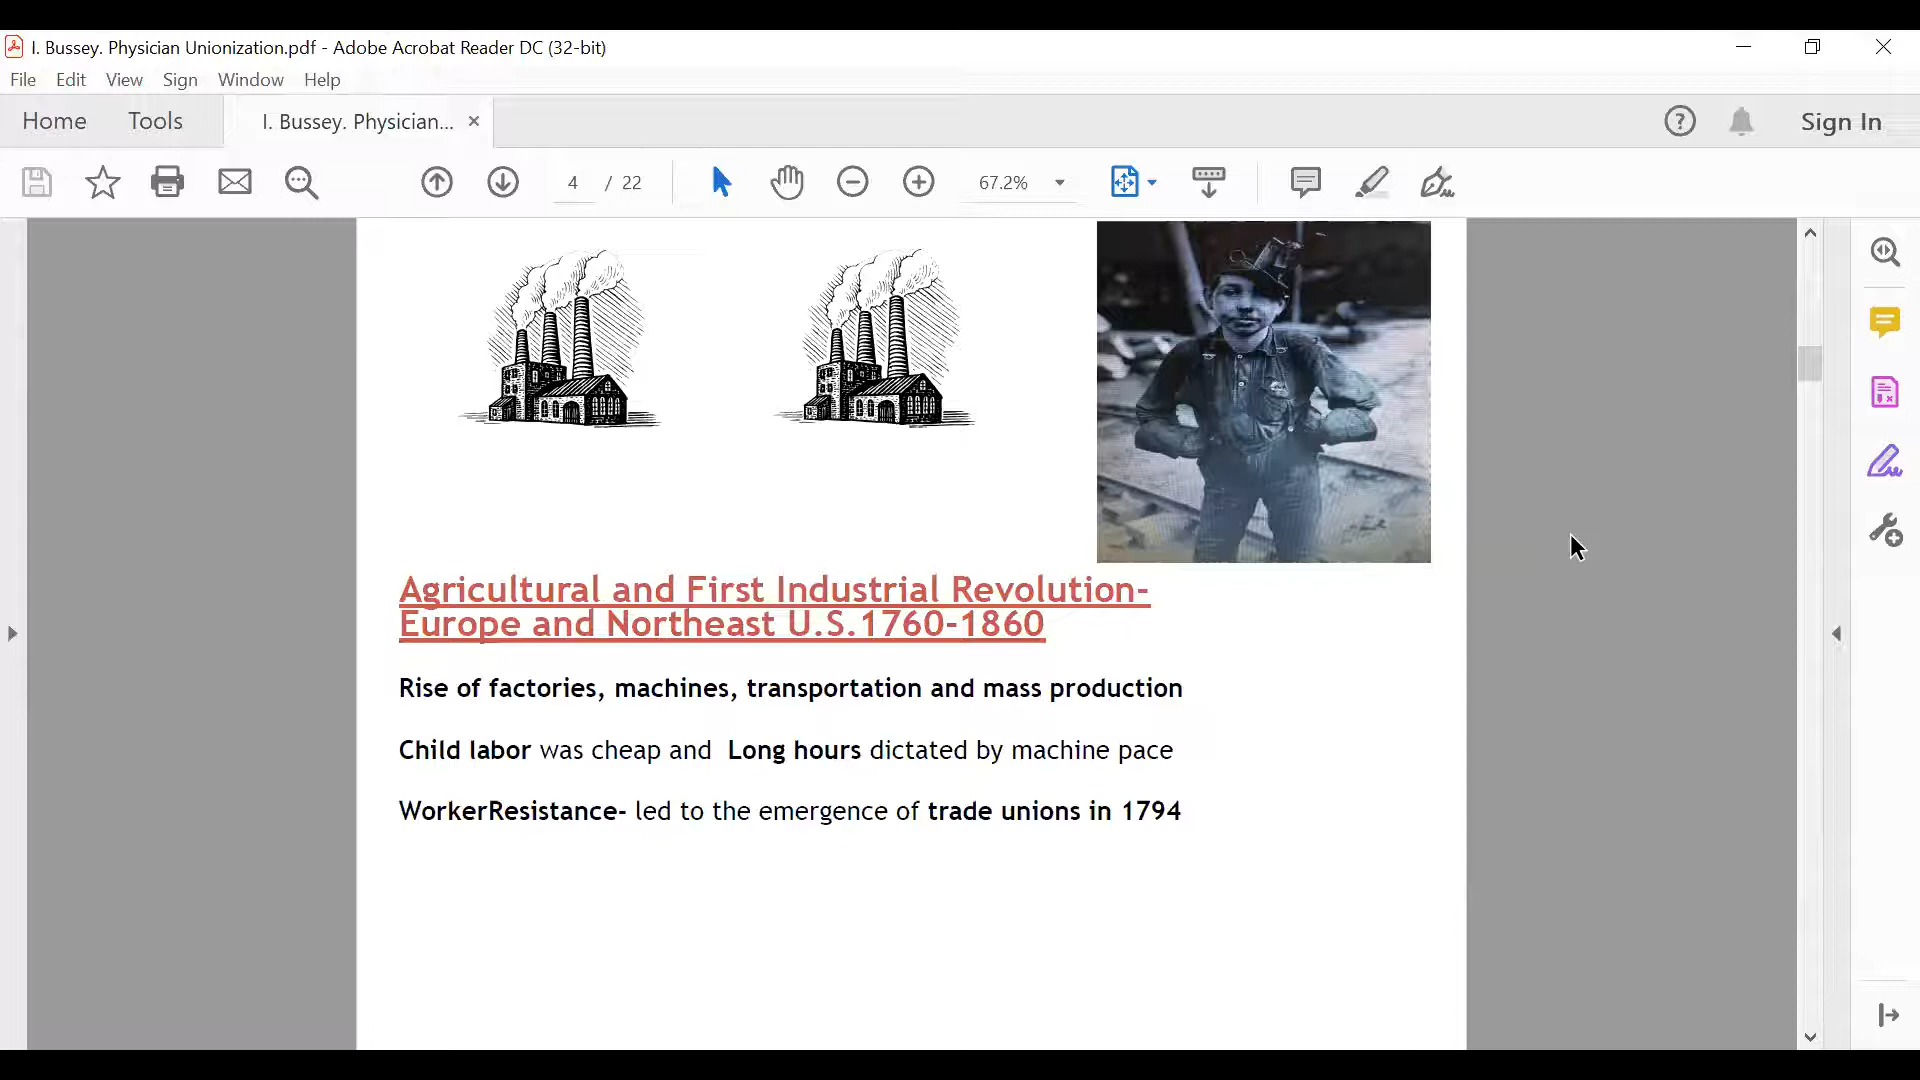 I. Bussey. Physician Unionization.pdf - Adobe Acrobat Reader DC (32-bit)
File Edit View Sign Window Help
Home Tools I. Bussey. Physician... × Sign In
4 / 22 67.2%
Agricultural and First Industrial Revolution-
Europe and Northeast U.S.1760-1860
Rise of factories, machines, transportation and mass production
Child labor was cheap and Long hours dictated by machine pace
WorkerResistance- led to the emergence of trade unions in 1794